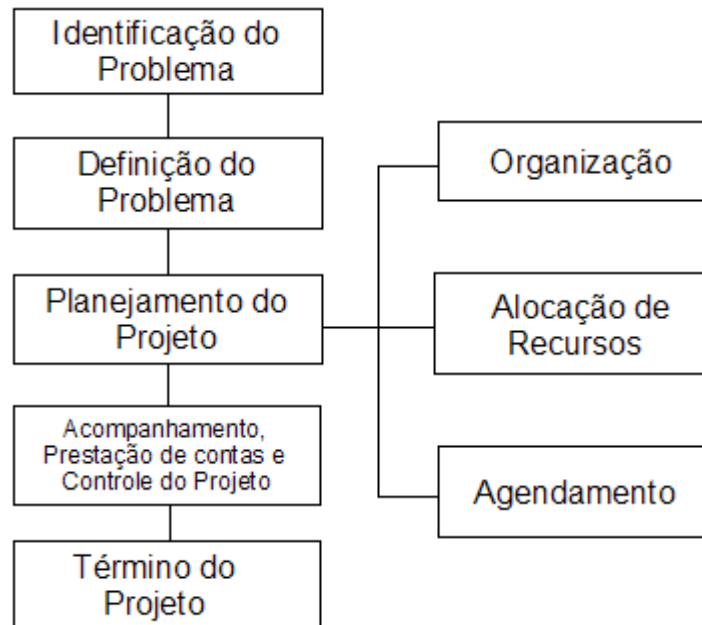 Identificação do
Problema
Definição do
Problema
Planejamento do
Projeto
Acompanhamento,
Prestação de contas e
Controle do Projeto
Término do
Projeto
Organização
Alocação de
Recursos
Agendamento